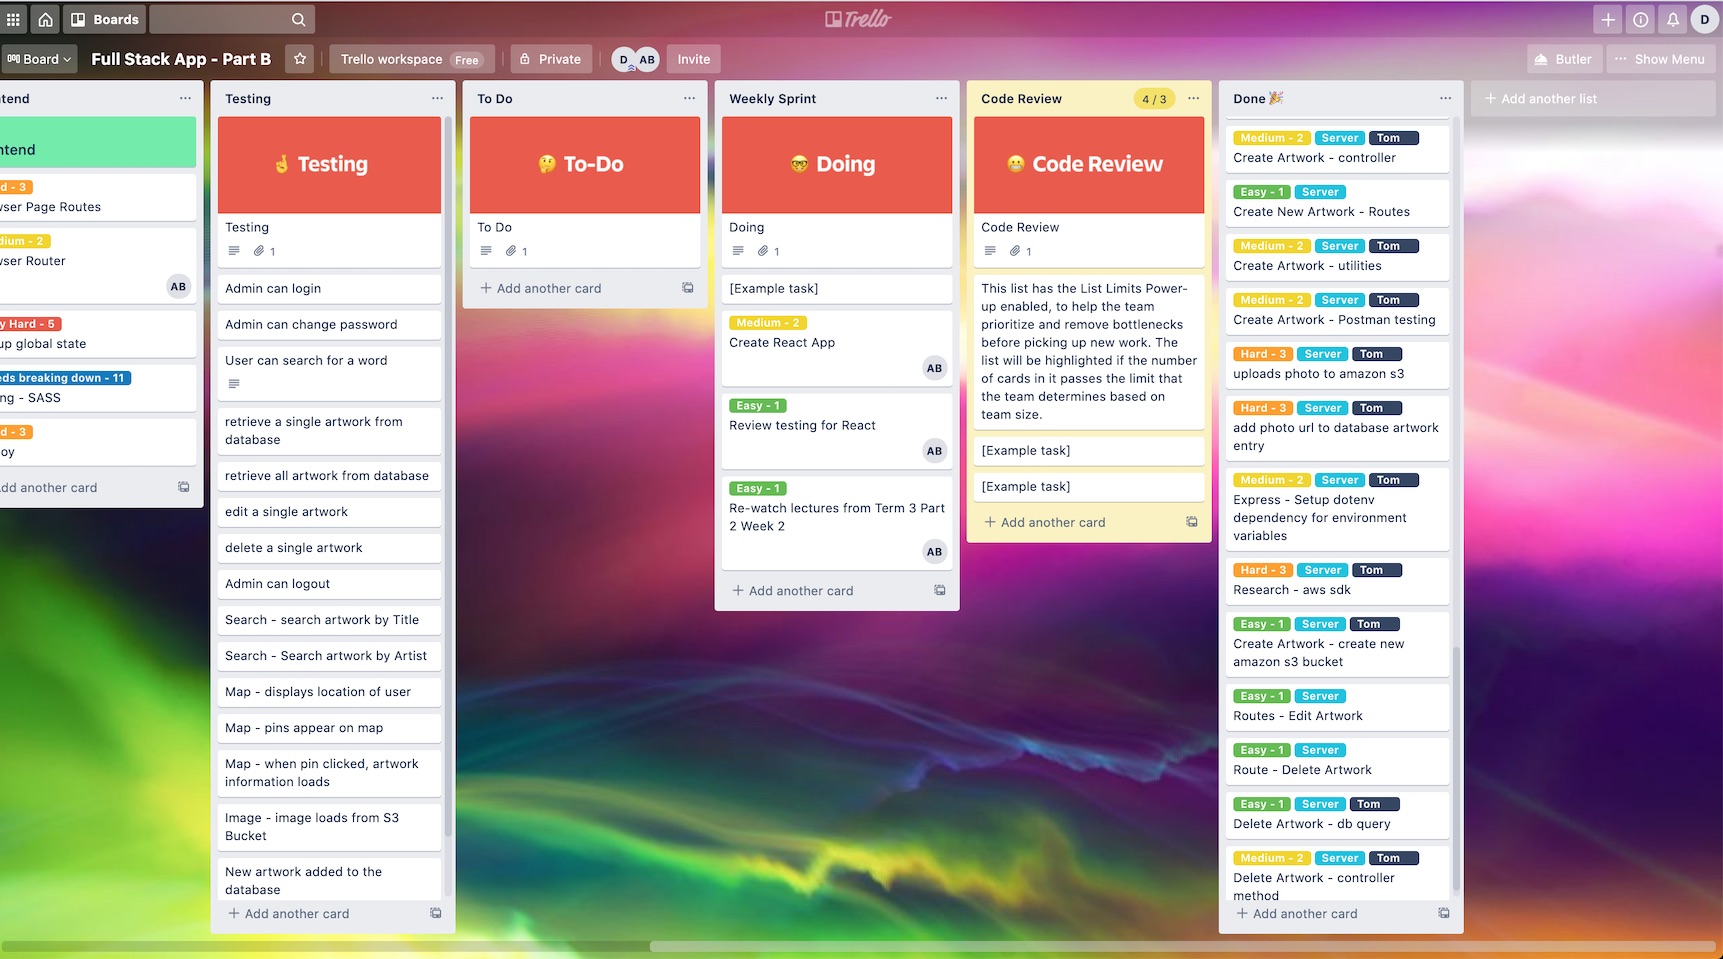 Boards
Trello
D
Board
Full Stack App - Part B
Trello workspace Free
Private
D AB
Invite
Butler
Show Menu
tend
ntend
d - 3
ser Page Routes
dium - 2
ser Router
AB
y Hard - 5
up global state
eds breaking down - 11
ng - SASS
d - 3
oy
dd another card
Testing
Testing
Testing
1
Admin can login
Admin can change password
User can search for a word
retrieve a single artwork from
database
retrieve all artwork from database
edit a single artwork
delete a single artwork
Admin can logout
Search - search artwork by Title
Search - Search artwork by Artist
Map - displays location of user
Map - pins appear on map
Map - when pin clicked, artwork
information loads
Image - image loads from S3
Bucket
New artwork added to the
database
+ Add another card
To Do
To-Do
To Do
1
+ Add another card
Weekly Sprint
Doing
Doing
1
[Example task]
Medium - 2
Create React App
AB
Easy - 1
Review testing for React
AB
Easy - 1
Re-watch lectures from Term 3 Part
2 Week 2
AB
+ Add another card
Code Review 4 / 3
Code Review
Code Review
1
This list has the List Limits Power-
up enabled, to help the team
prioritize and remove bottlenecks
before picking up new work. The
list will be highlighted if the number
of cards in it passes the limit that
the team determines based on
team size.
[Example task]
[Example task]
+ Add another card
Done 🎉
Medium - 2 Server Tom
Create Artwork - controller
Easy - 1 Server
Create New Artwork - Routes
Medium - 2 Server Tom
Create Artwork - utilities
Medium - 2 Server Tom
Create Artwork - Postman testing
Hard - 3 Server Tom
uploads photo to amazon s3
Hard - 3 Server Tom
add photo url to database artwork
entry
Medium - 2 Server Tom
Express - Setup dotenv
dependency for environment
variables
Hard - 3 Server Tom
Research - aws sdk
Easy - 1 Server Tom
Create Artwork - create new
amazon s3 bucket
Easy - 1 Server
Routes - Edit Artwork
Easy - 1 Server
Route - Delete Artwork
Easy - 1 Server Tom
Delete Artwork - db query
Medium - 2 Server Tom
Delete Artwork - controller
method
+ Add another card
+ Add another list